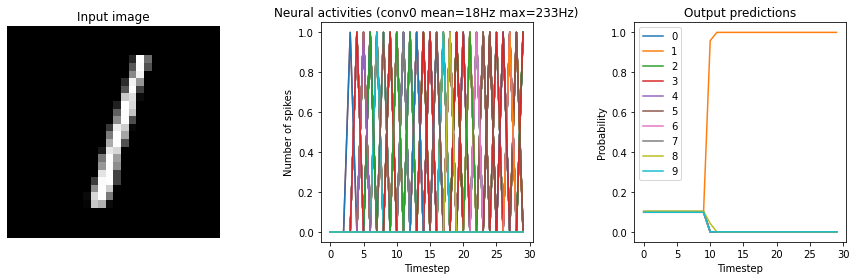 Input image
Neural activities (conv0 mean=18Hz max=233Hz)
Number of spikes
1.0
0.8
0.6
0.4
0.2
0.0
0 5 10 15 20 25 30
Timestep
Output predictions
Probability
1.0
0.8
0.6
0.4
0.2
0.0
0
1
2
3
4
5
6
7
8
9
0 5 10 15 20 25 30
Timestep